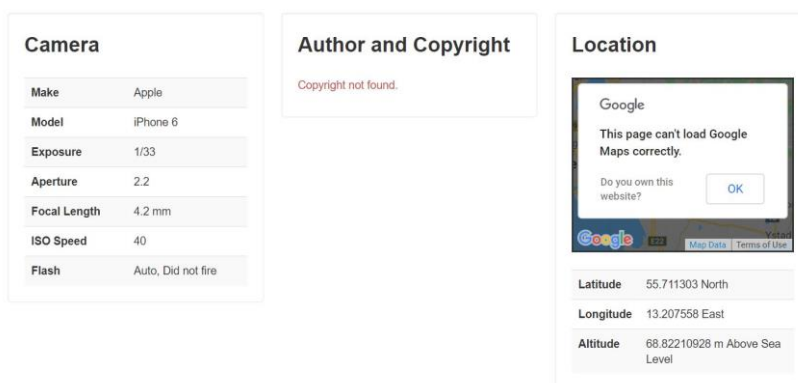 Camera
Make Apple
Model iPhone 6
Exposure 1/33
Aperture 2.2
Focal Length 4.2 mm
ISO Speed 40
Flash Auto, Did not fire
Author and Copyright
Copyright not found.
Location
Google
This page can't load Google
Maps correctly.
Do you own this
website?
OK
Ystad
Google
E22
Map Data
Terms of Use
Latitude 55.711303 North
Longitude 13.207558 East
Altitude 68.82210928 m Above Sea
Level